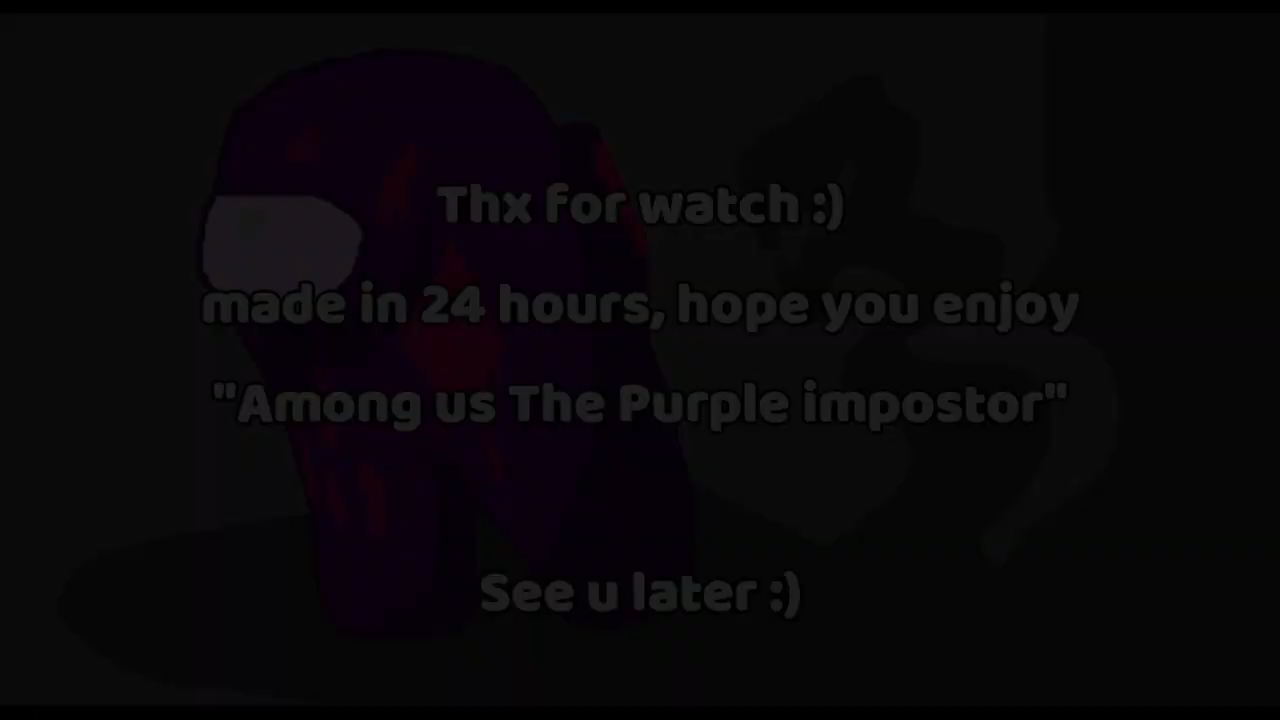 Thx for watch :)
made in 24 hours, hope you enjoy
"Among us The Purple impostor"
See u later :)